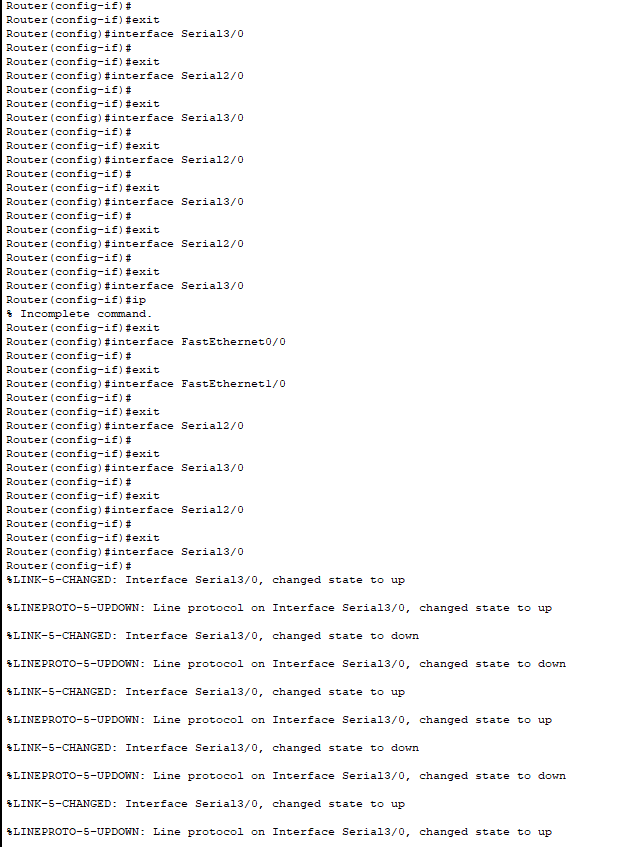 Router(config-if)#
Router(config-if)#exit
Router(config)#interface Serial3/0
Router(config-if)#
Router(config-if)#exit
Router(config)#interface Serial2/0
Router(config-if)#
Router(config-if)#exit
Router(config)#interface Serial3/0
Router(config-if)#
Router(config-if)#exit
Router(config)#interface Serial2/0
Router(config-if)#
Router(config-if)#exit
Router(config)#interface Serial3/0
Router(config-if)#
Router(config-if)#exit
Router(config)#interface Serial2/0
Router(config-if)#
Router(config-if)#exit
Router(config)#interface Serial3/0
Router(config-if)#ip
% Incomplete command.
Router(config-if)#exit
Router(config)#interface FastEthernet0/0
Router(config-if)#
Router(config-if)#exit
Router(config)#interface FastEthernet1/0
Router(config-if)#
Router(config-if)#exit
Router(config)#interface Serial2/0
Router(config-if)#
Router(config-if)#exit
Router(config)#interface Serial3/0
Router(config-if)#
Router(config-if)#exit
Router(config)#interface Serial2/0
Router(config-if)#
Router(config-if)#exit
Router(config)#interface Serial3/0
Router(config-if)#
%LINK-5-CHANGED: Interface Serial3/0, changed state to up
%LINEPROTO-5-UPDOWN: Line protocol on Interface Serial3/0, changed state to up
%LINK-5-CHANGED: Interface Serial3/0, changed state to down
%LINEPROTO-5-UPDOWN: Line protocol on Interface Serial3/0, changed state to down
%LINK-5-CHANGED: Interface Serial3/0, changed state to up
%LINEPROTO-5-UPDOWN: Line protocol on Interface Serial3/0, changed state to up
%LINK-5-CHANGED: Interface Serial3/0, changed state to down
%LINEPROTO-5-UPDOWN: Line protocol on Interface Serial3/0, changed state to down
%LINK-5-CHANGED: Interface Serial3/0, changed state to up
%LINEPROTO-5-UPDOWN: Line protocol on Interface Serial3/0, changed state to up